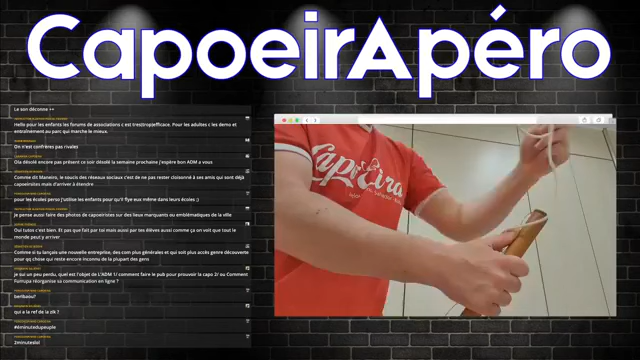 CapoeirApéro
Le son déconne ++
Hello pour les enfants les forums de associations c est tres(trop)efficace. Pour les adultes c les demo et
entraînement au parc qui marche le mieux.
On n'est confrères pas rivales
Ola désolé encore pas présent ce soir désolé la semaine prochaine j'espère bon ADM a vous
Comme dit Maneiro, le soucis des réseaux sociaux c'est de ne pas rester cloisonné à ses amis qui sont déjà
capoeiristes mais d'arriver à étendre
pour les écoles perso j'utilise les enfants pour qu'il flye eux même dans leurs écoles ;)
je pense aussi faire des photos de capoeiristes sur des lieux marquants ou emblématiques de la ville
Oui tutos c'est bien. Et pas que fait par toi mais aussi par tes élèves aussi comme ça on voit que tout le
monde peut y arriver
Comme si tu lançais une nouvelle entreprise, des com plus générales et qui soit plus accès genre découverte
pour qq chose qui reste encore inconnu de la plupart des gens
je suis un peu perdu, quel est l'objet de L'ADM 1/ comment faire le pub pour prouvoir la capo 2/ ou Comment
l'umupa réorganise sa communication en ligne ?
beribaou?
qui a la ref de la zik ?
#4minutedupeuple
2minuteslol
Capoeira